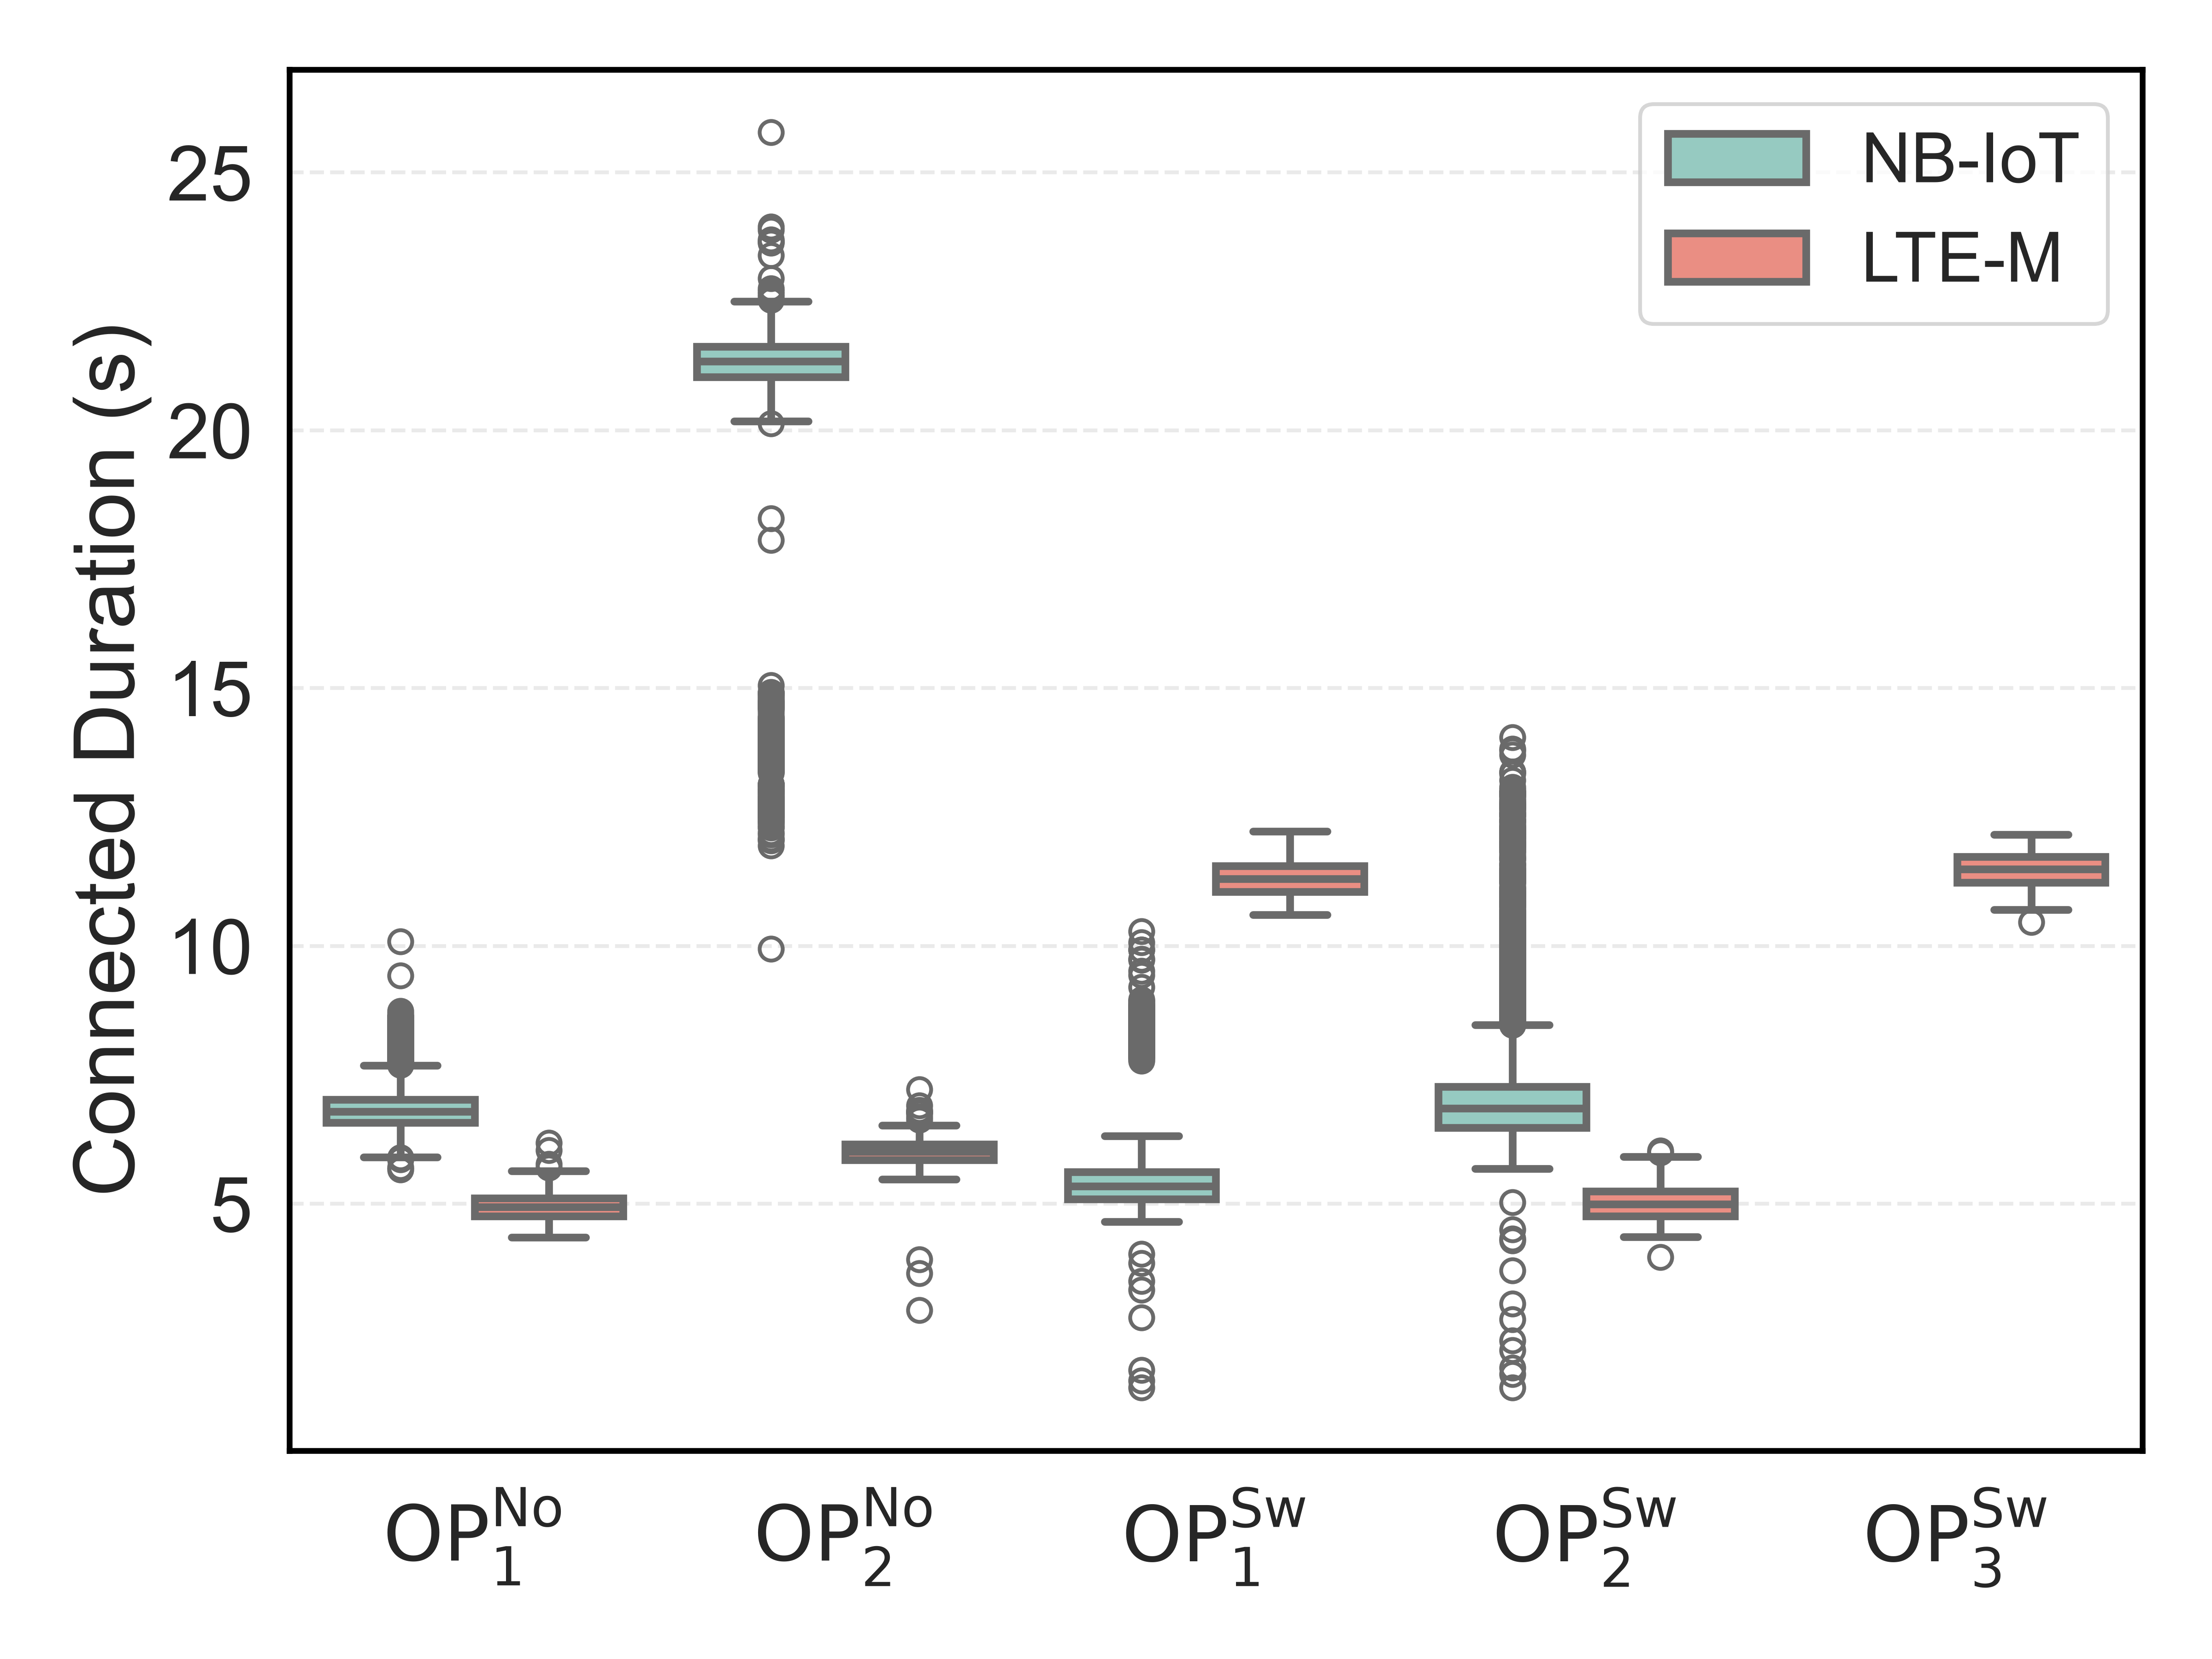 Connected Duration (s)
25
20
15
10
5
NB-IoT
LTE-M
OP₁ᴺᵒ OP₂ᴺᵒ OP₁ˢʷ OP₂ˢʷ OP₃ˢʷ